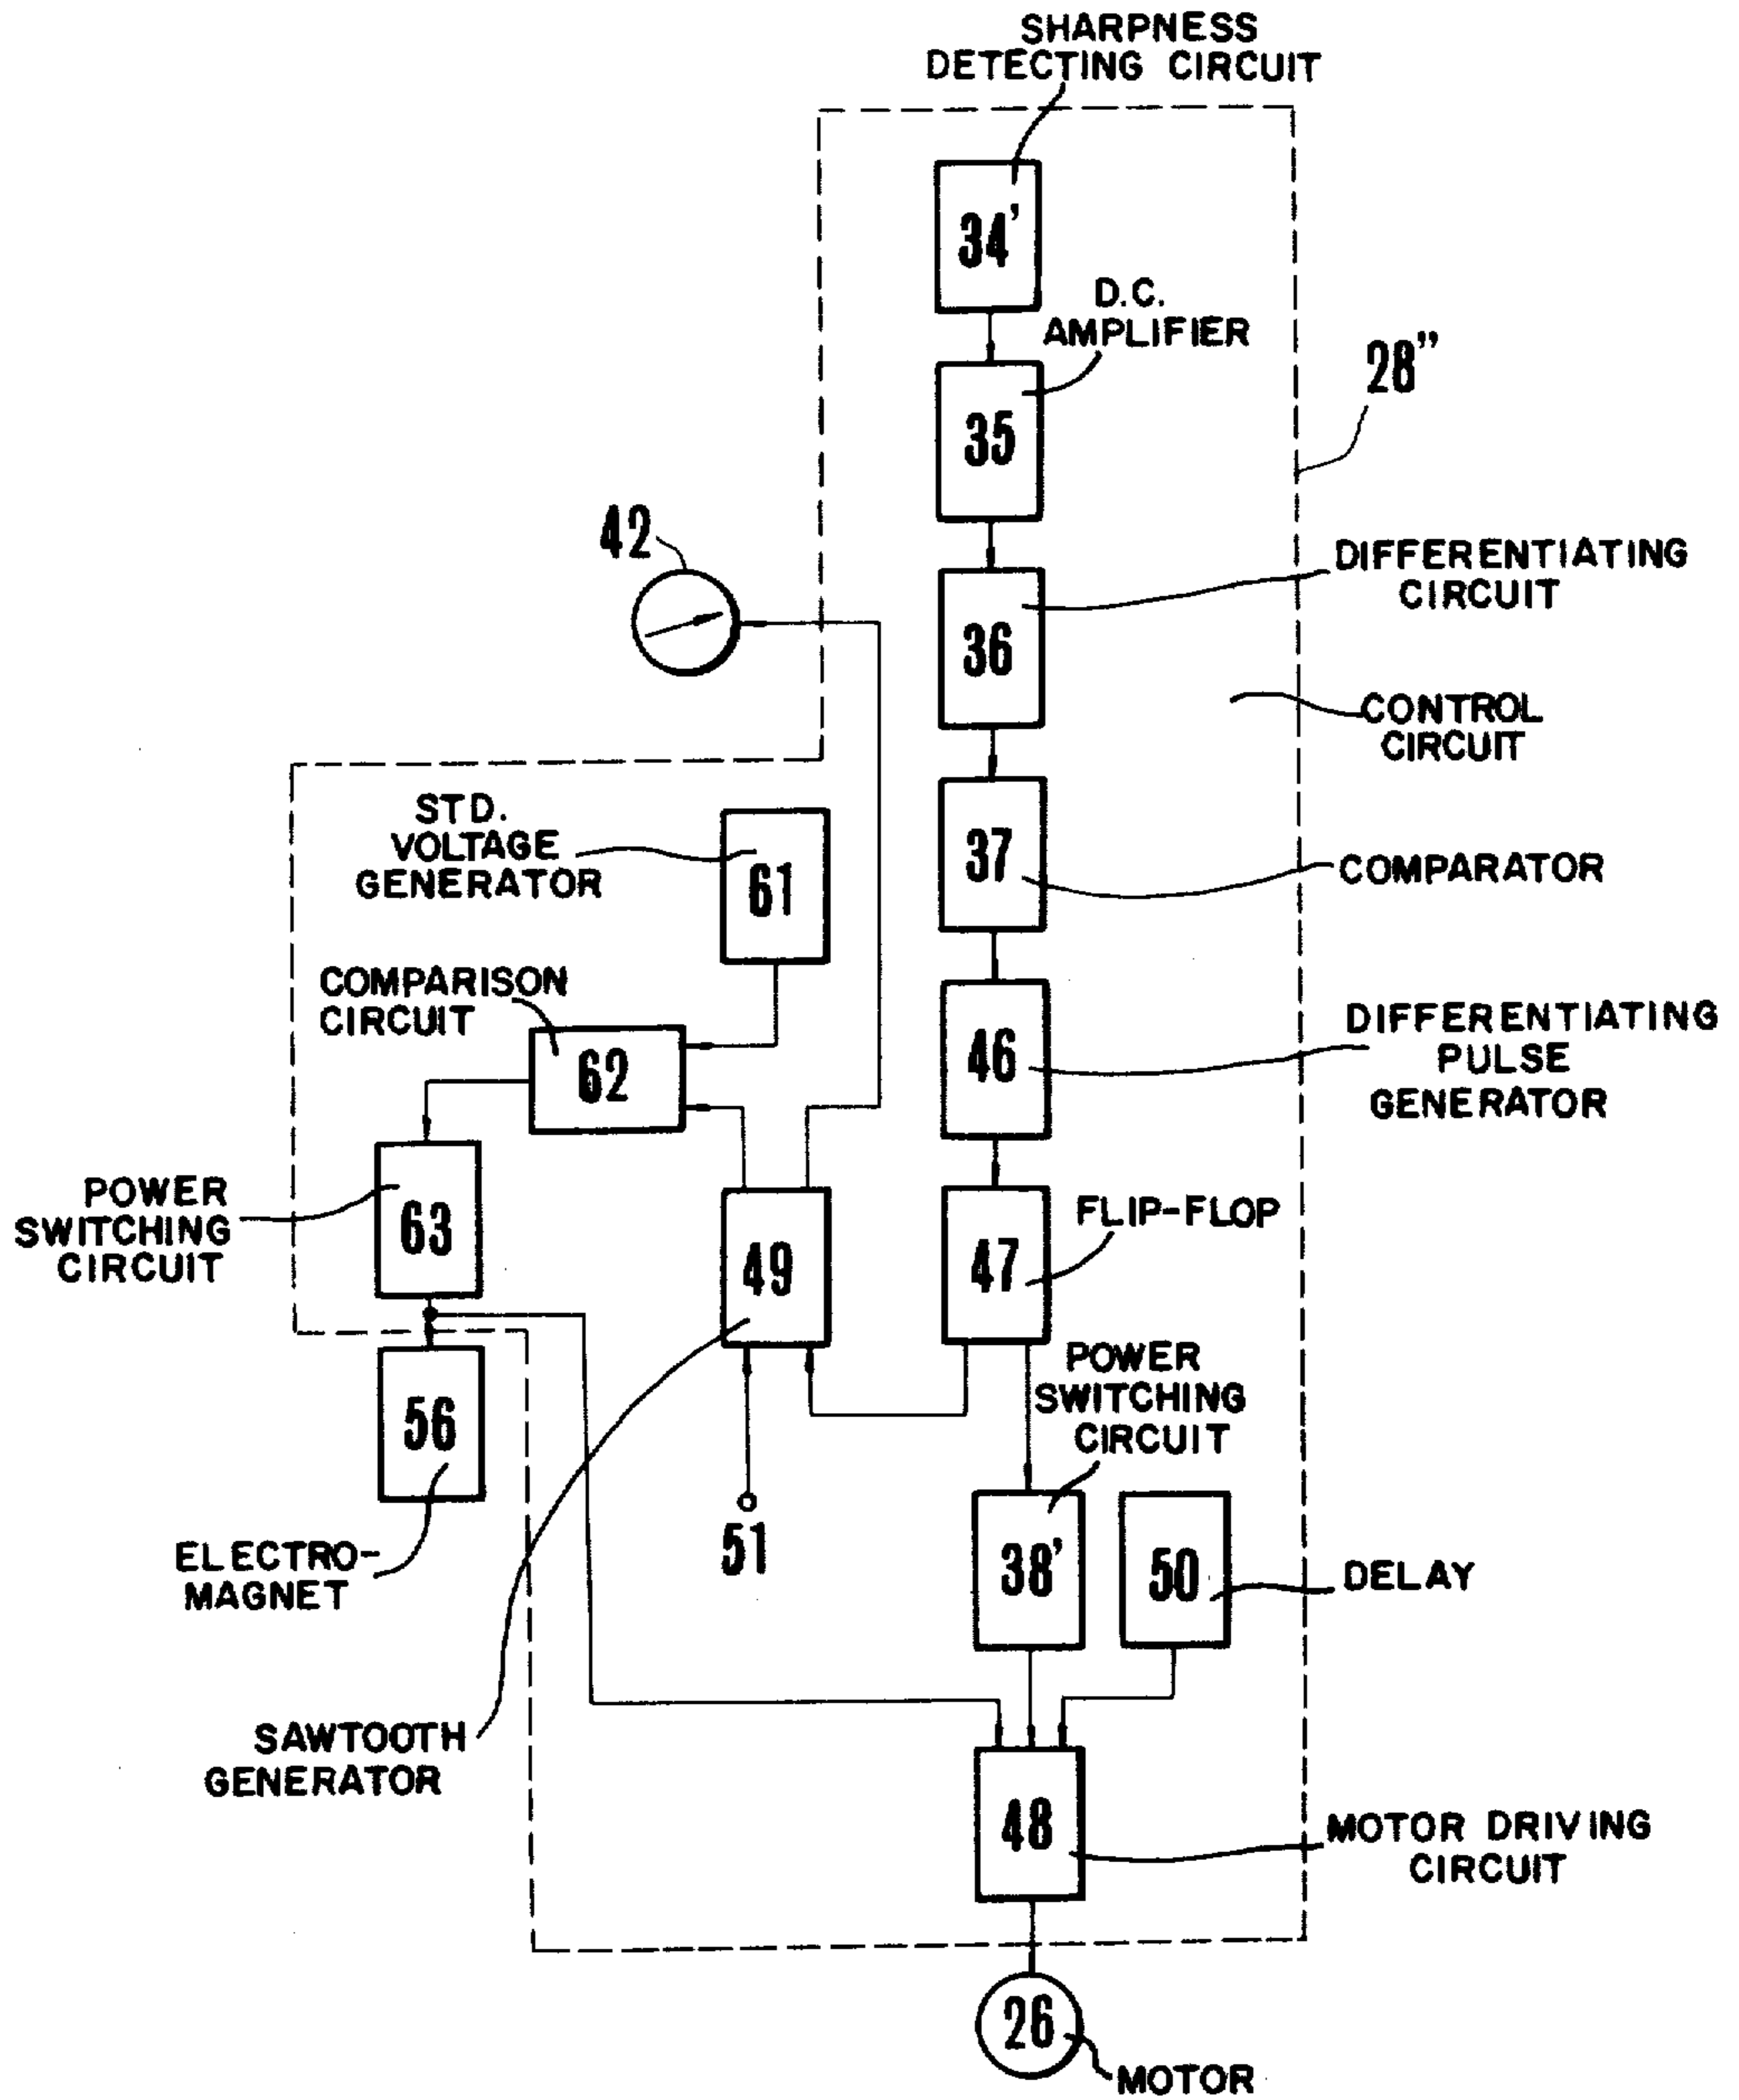 SHARPNESS
DETECTING CIRCUIT
34'
D.C.
AMPLIFIER
28"
35
42
DIFFERENTIATING
CIRCUIT
36
CONTROL
CIRCUIT
STD.
VOLTAGE
GENERATOR
61
37
COMPARATOR
COMPARISON
CIRCUIT
62
46
DIFFERENTIATING
PULSE
GENERATOR
POWER
SWITCHING
CIRCUIT
63
49
47
FLIP-FLOP
POWER
SWITCHING
CIRCUIT
56
51
38'
50
DELAY
ELECTRO-
MAGNET
SAWTOOTH
GENERATOR
48
MOTOR DRIVING
CIRCUIT
26
MOTOR